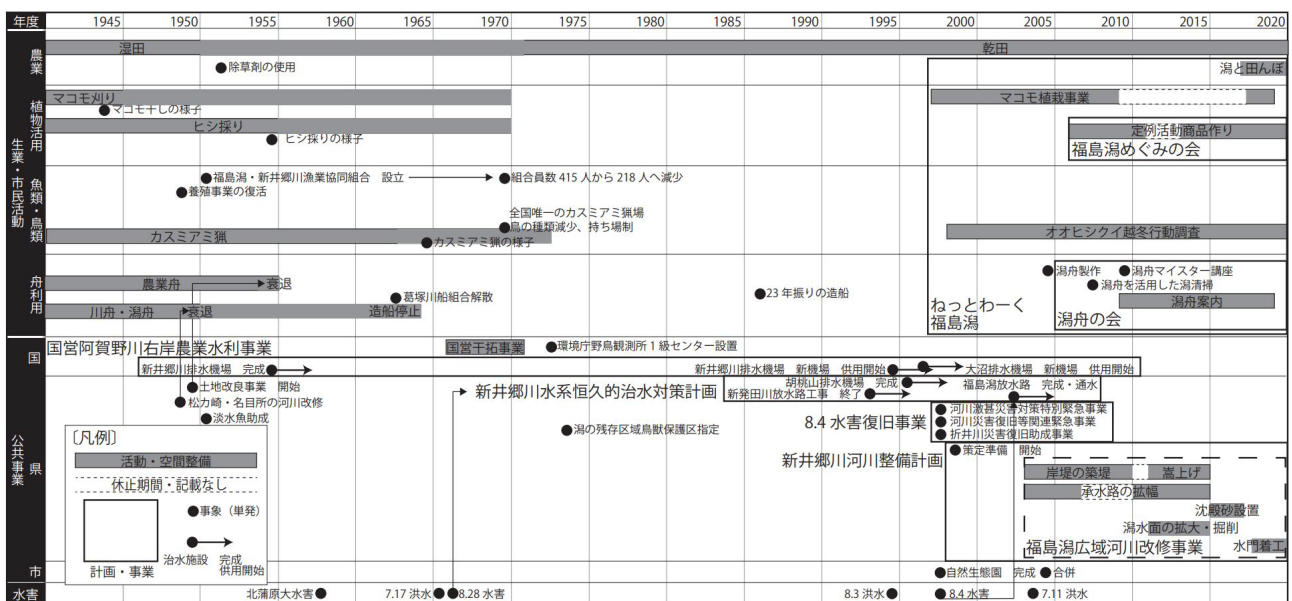 年度 1945 1950 1955 1960 1965 1970 1975 1980 1985 1990 1995 2000 2005 2010 2015 2020
生業・市民活動
農業
湿田
乾田
除草剤の使用
潟と田んぼ
植物活用
マコモ刈り
マコモ干しの様子
マコモ植栽事業
ヒシ採り
ヒシ採りの様子
定例活動商品作り
福島潟めぐみの会
魚類・鳥類
福島潟・新井郷川漁業協同組合 設立
組合員数 415 人から 218 人へ減少
養殖事業の復活
全国唯一のカスミアミ猟場
鳥の種類減少、持ち場制
カスミアミ猟
カスミアミ猟の様子
オオヒシクイ越冬行動調査
舟利用
農業舟
衰退
葛塚川船組合解散
23 年振りの造船
潟舟製作
潟舟マイスター講座
潟舟を活用した潟清掃
川舟・潟舟
衰退
造船停止
潟舟案内
ねっとわーく
福島潟
潟舟の会
公共事業
国
国営阿賀野川右岸農業水利事業
国営干拓事業
環境庁野鳥観測所 1 級センター設置
新井郷川排水機場 完成
新井郷川排水機場 新機場 供用開始
大沼排水機場 新機場 供用開始
県
土地改良事業 開始
松力崎・名目所の河川改修
淡水魚助成
新井郷川水系恒久的治水対策計画
胡桃山排水機場 完成
福島潟放水路 完成・通水
新発田川放水路工事 終了
8.4 水害復旧事業
河川激甚災害対策特別緊急事業
河川災害復旧等関連緊急事業
折井川災害復旧助成事業
潟の残存区域鳥獣保護区指定
新井郷川河川整備計画
策定準備 開始
岸堤の築堤
嵩上げ
承水路の拡幅
沈殿砂設置
潟水面の拡大・掘削
福島潟広域河川改修事業
水門着工
〔凡例〕
活動・空間整備
休止期間・記載なし
事象（単発）
治水施設 完成
供用開始
計画・事業
市
自然生態園 完成
合併
水害
北蒲原大水害
7.17 洪水
8.28 水害
8.3 洪水
8.4 水害
7.11 洪水